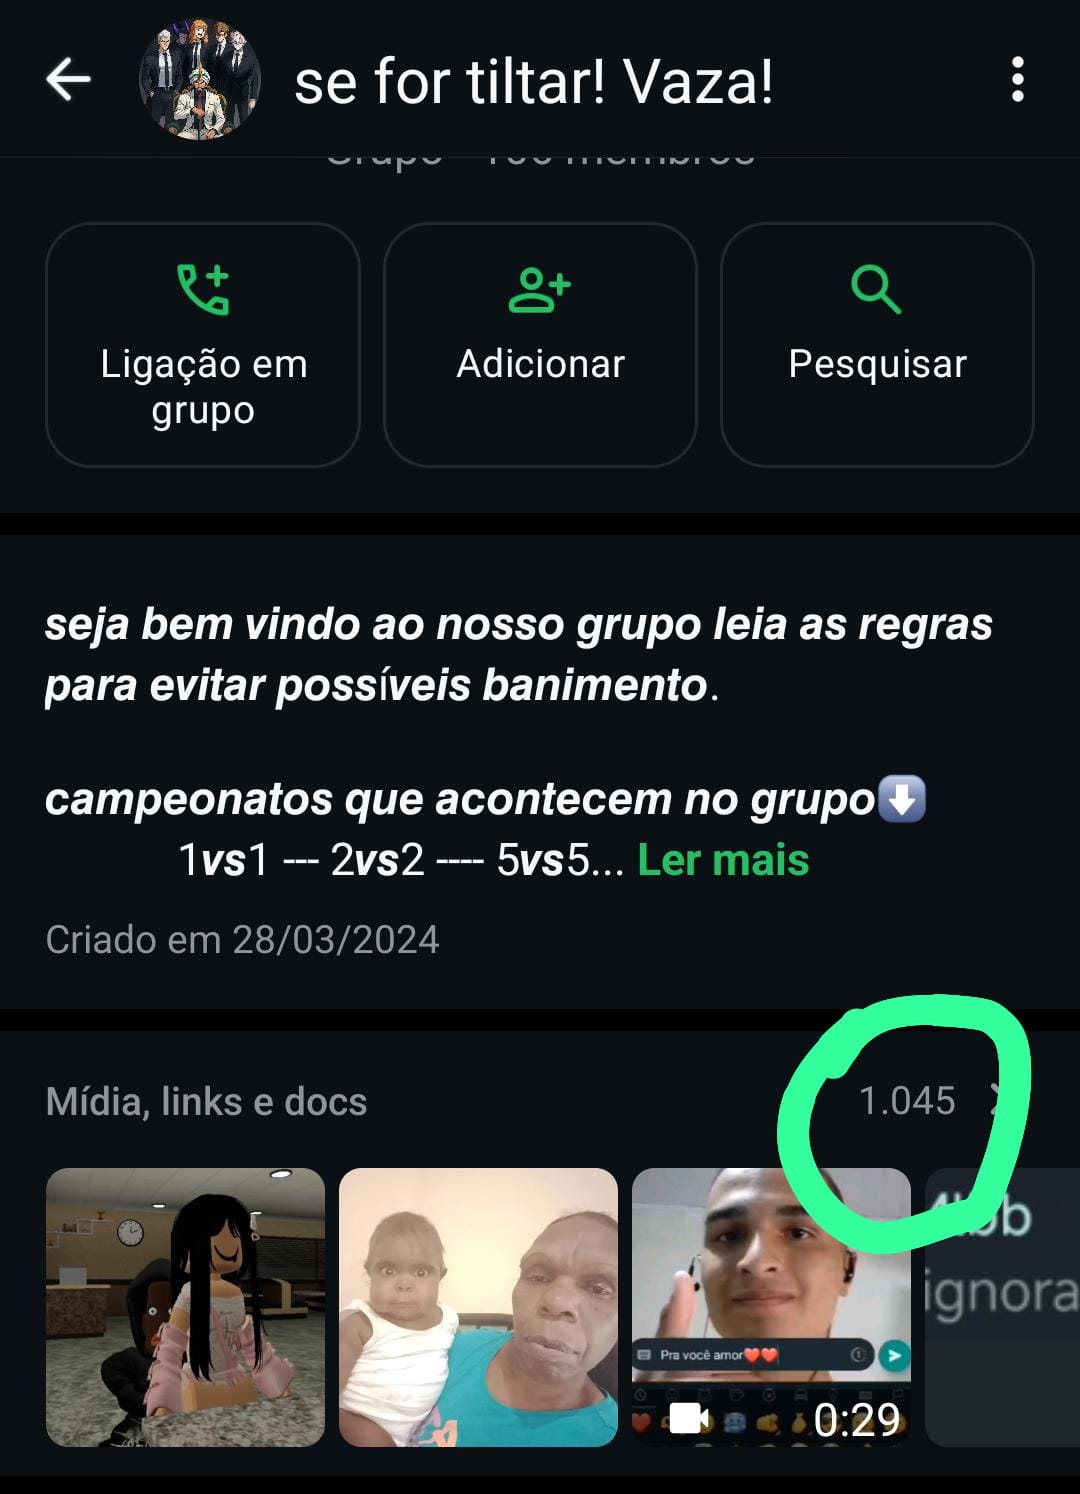 se for tiltar! Vaza!
Ligação em
grupo
Adicionar
Pesquisar
seja bem vindo ao nosso grupo leia as regras
para evitar possíveis banimento.
campeonatos que acontecem no grupo⬇️
1vs1 --- 2vs2 ---- 5vs5... Ler mais
Criado em 28/03/2024
Mídia, links e docs
1.045
Pra você amor❤️❤️
ignora
0:29